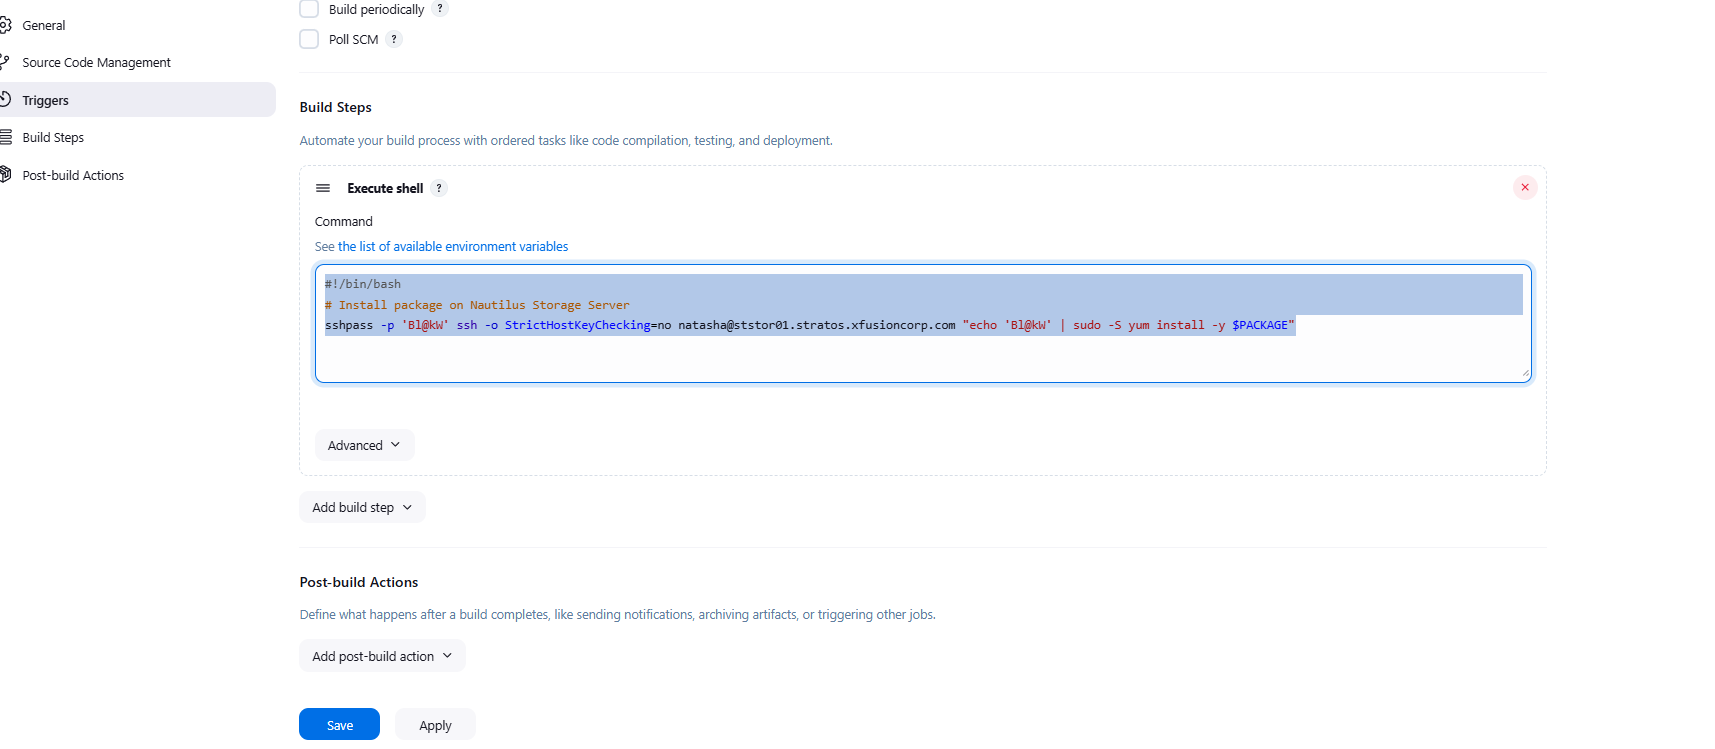 Build periodically ?
General
Poll SCM ?
Source Code Management
Triggers
Build Steps
Post-build Actions
Build Steps
Automate your build process with ordered tasks like code compilation, testing, and deployment.
Execute shell ?
Command
See the list of available environment variables
#!/bin/bash
# Install package on Nautilus Storage Server
sshpass -p 'Bl@kW' ssh -o StrictHostKeyChecking=no natasha@ststor01.stratos.xfusioncorp.com "echo 'Bl@kW' | sudo -S yum install -y $PACKAGE"
Advanced
Add build step
Post-build Actions
Define what happens after a build completes, like sending notifications, archiving artifacts, or triggering other jobs.
Add post-build action
Save
Apply